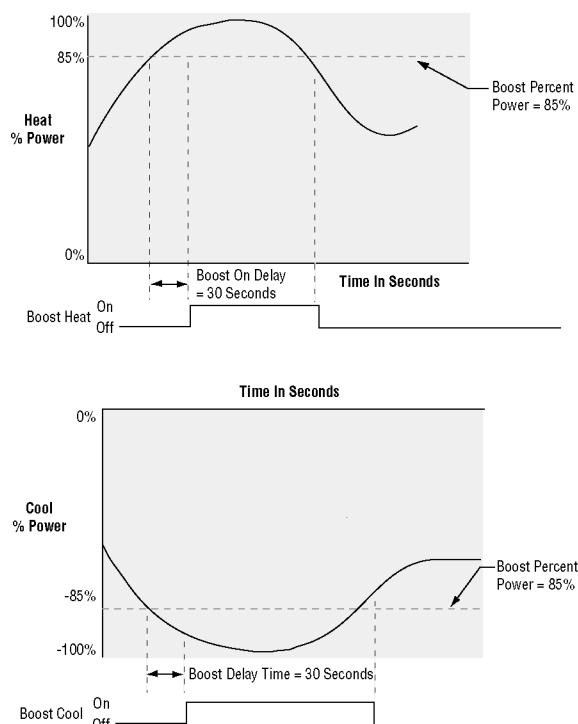 100%
85%
Boost Percent
Power = 85%
Heat
% Power
0%
Boost On Delay
= 30 Seconds
Time In Seconds
Boost Heat
On
Off
Time In Seconds
0%
Cool
% Power
Boost Percent
Power = 85%
-85%
-100%
Boost Delay Time = 30 Seconds
Boost Cool
On
Off